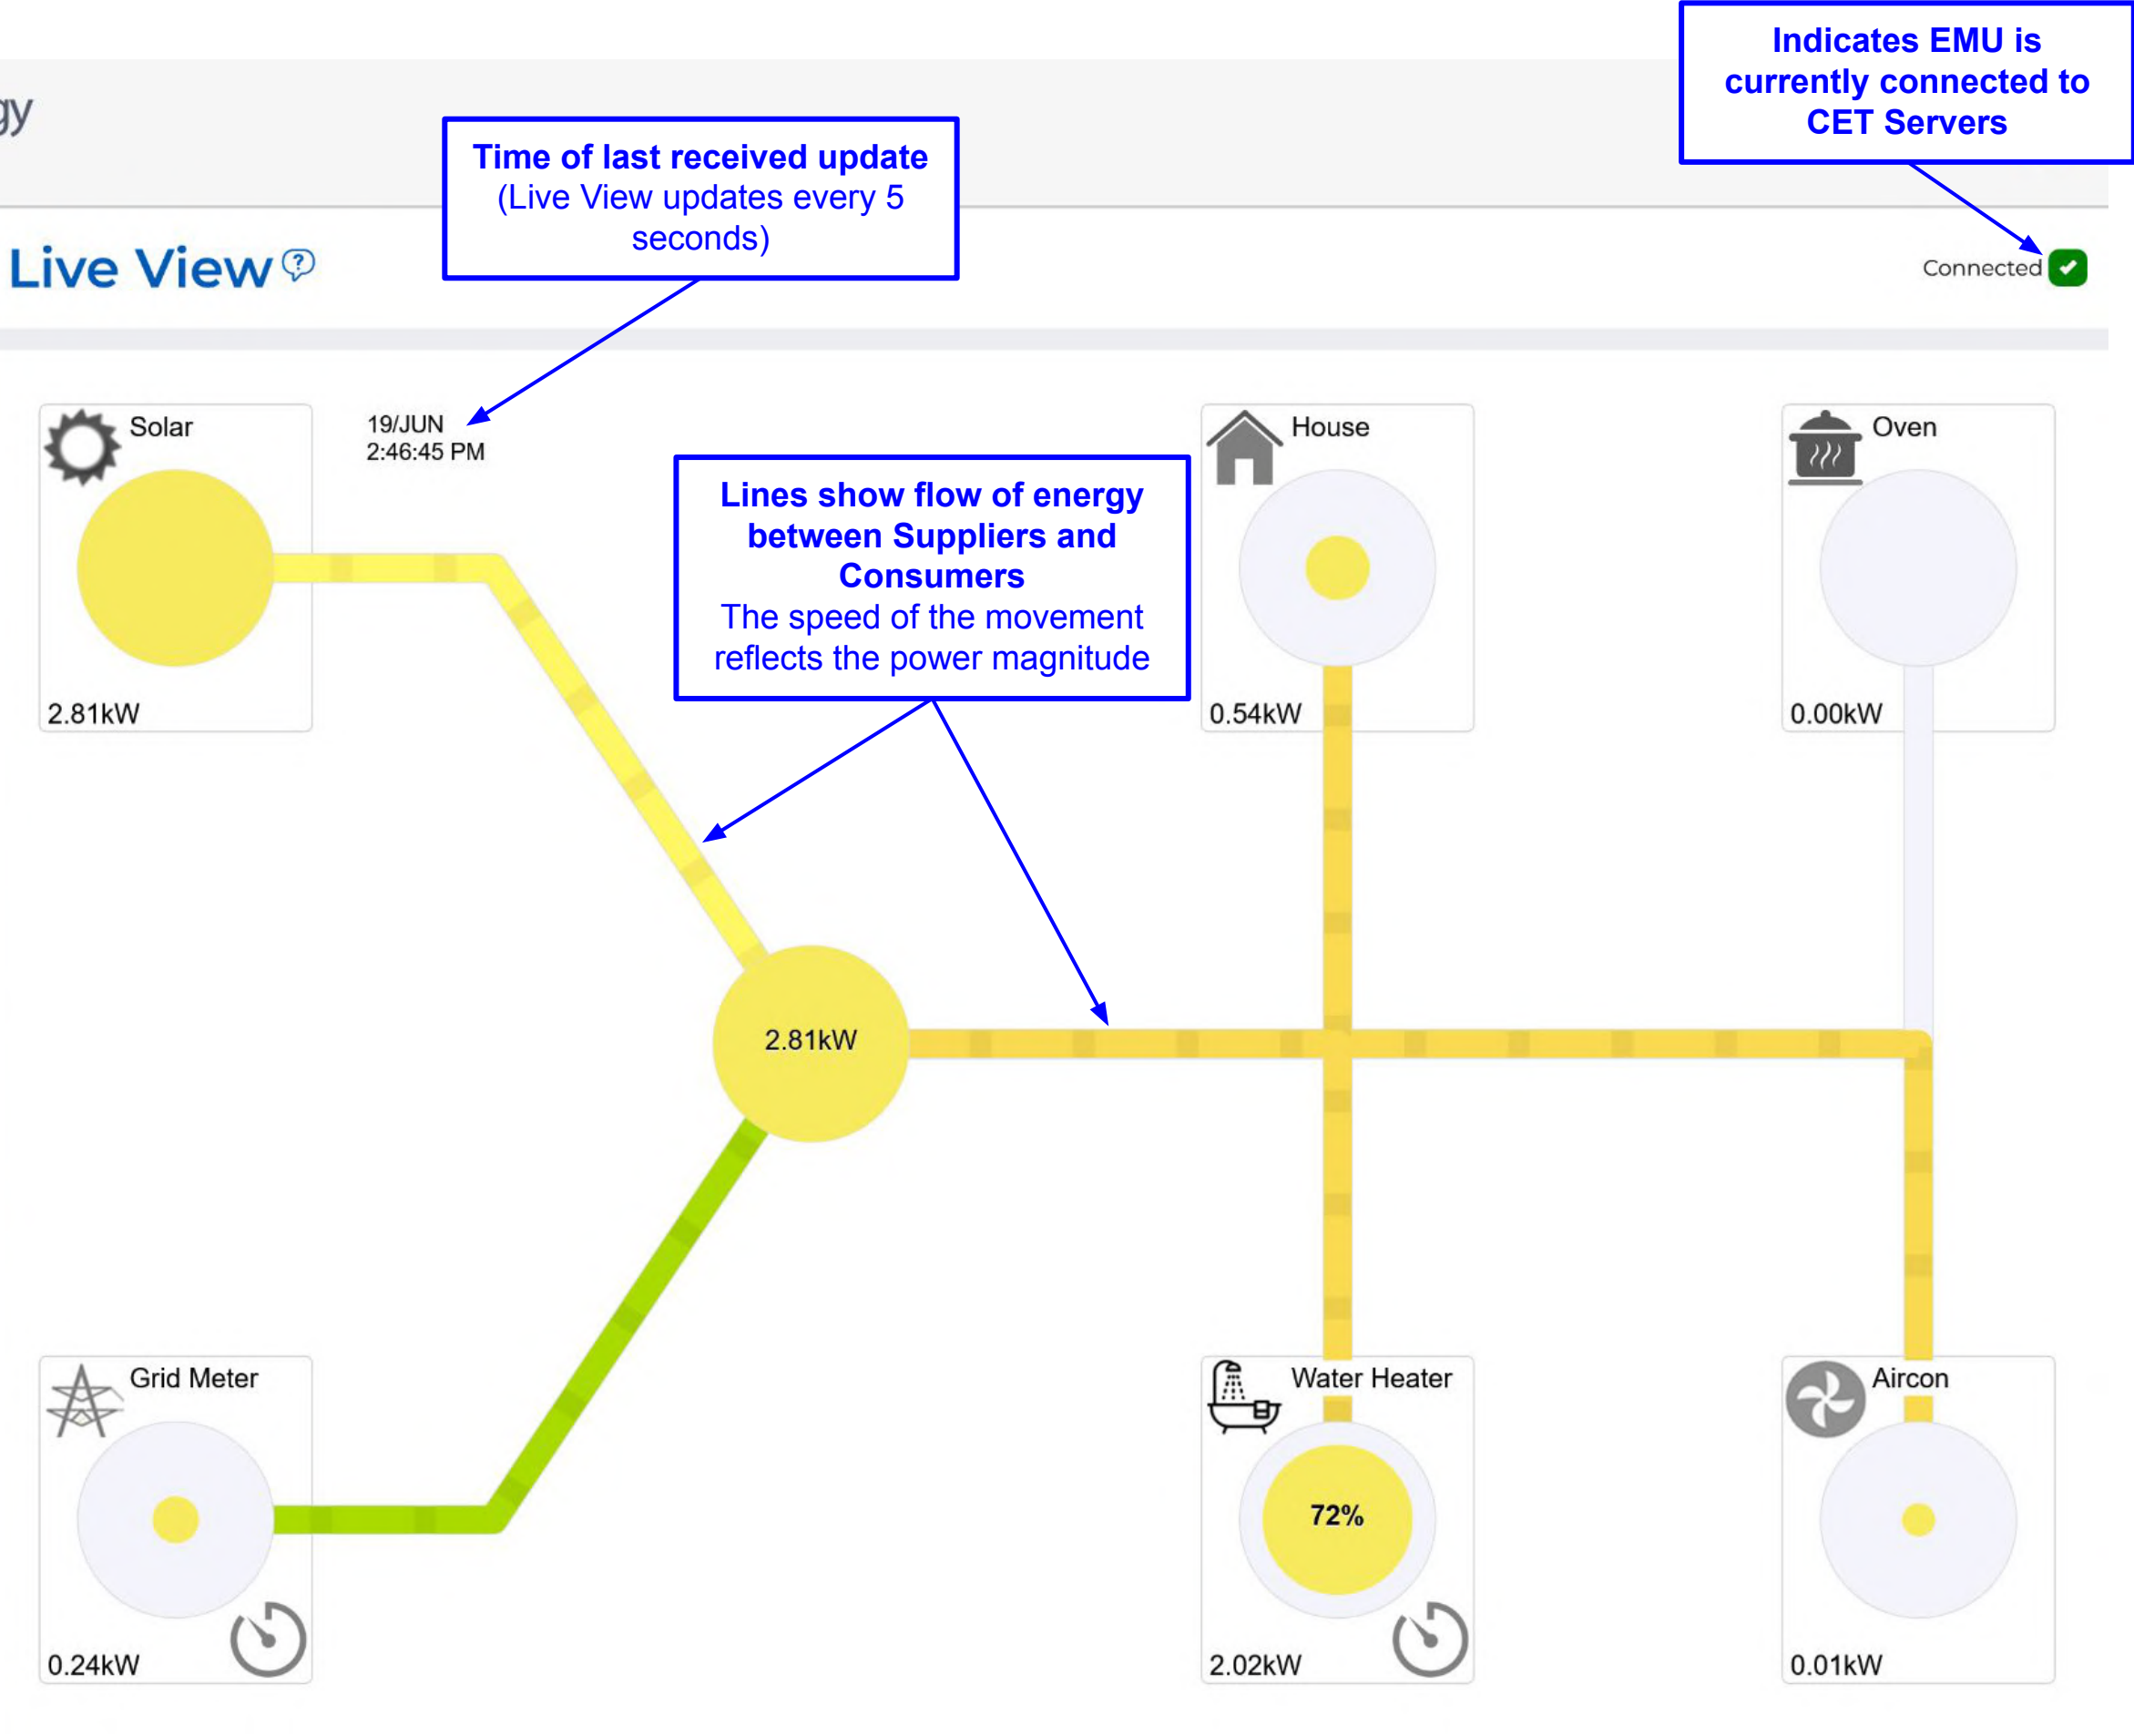 Indicates EMU is
currently connected to
CET Servers
gy
Time of last received update
(Live View updates every 5
seconds)
Live View
Connected
Solar
19/JUN
2:46:45 PM
House
Oven
Lines show flow of energy
between Suppliers and
Consumers
The speed of the movement
reflects the power magnitude
2.81kW
0.54kW
0.00kW
2.81kW
Grid Meter
Water Heater
Aircon
72%
0.24kW
2.02kW
0.01kW